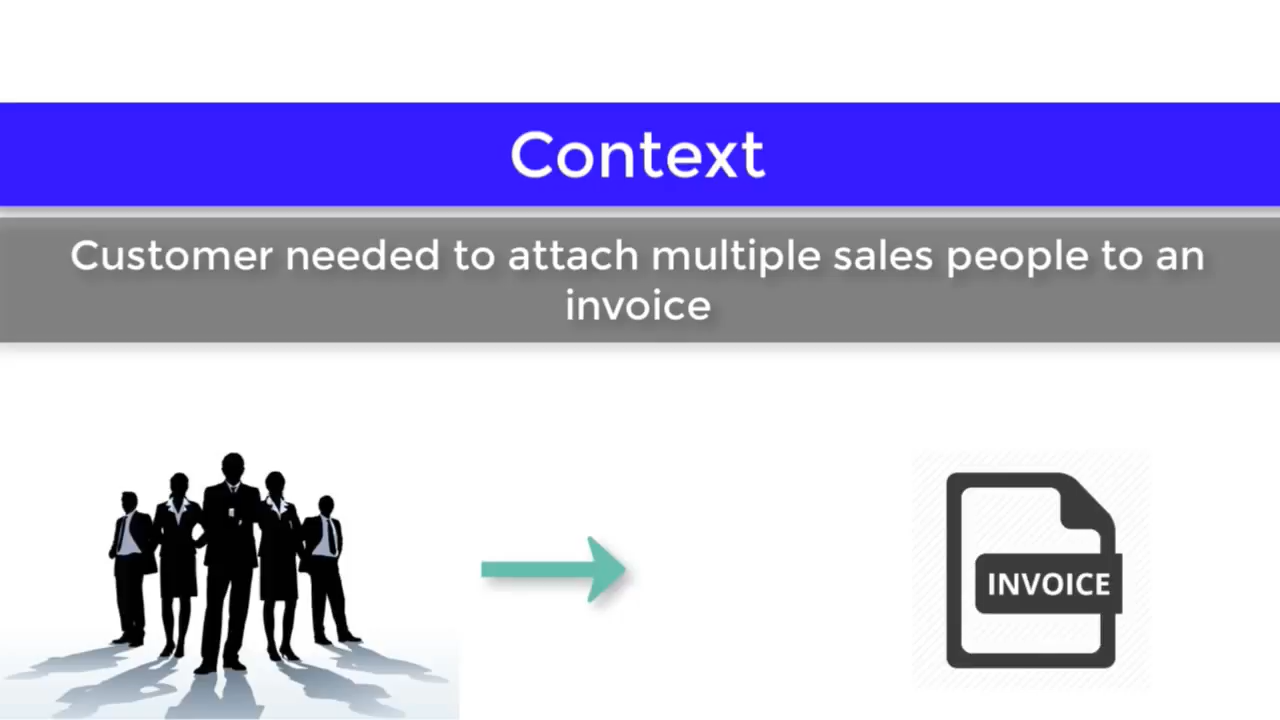 Context
Customer needed to attach multiple sales people to an
invoice
INVOICE